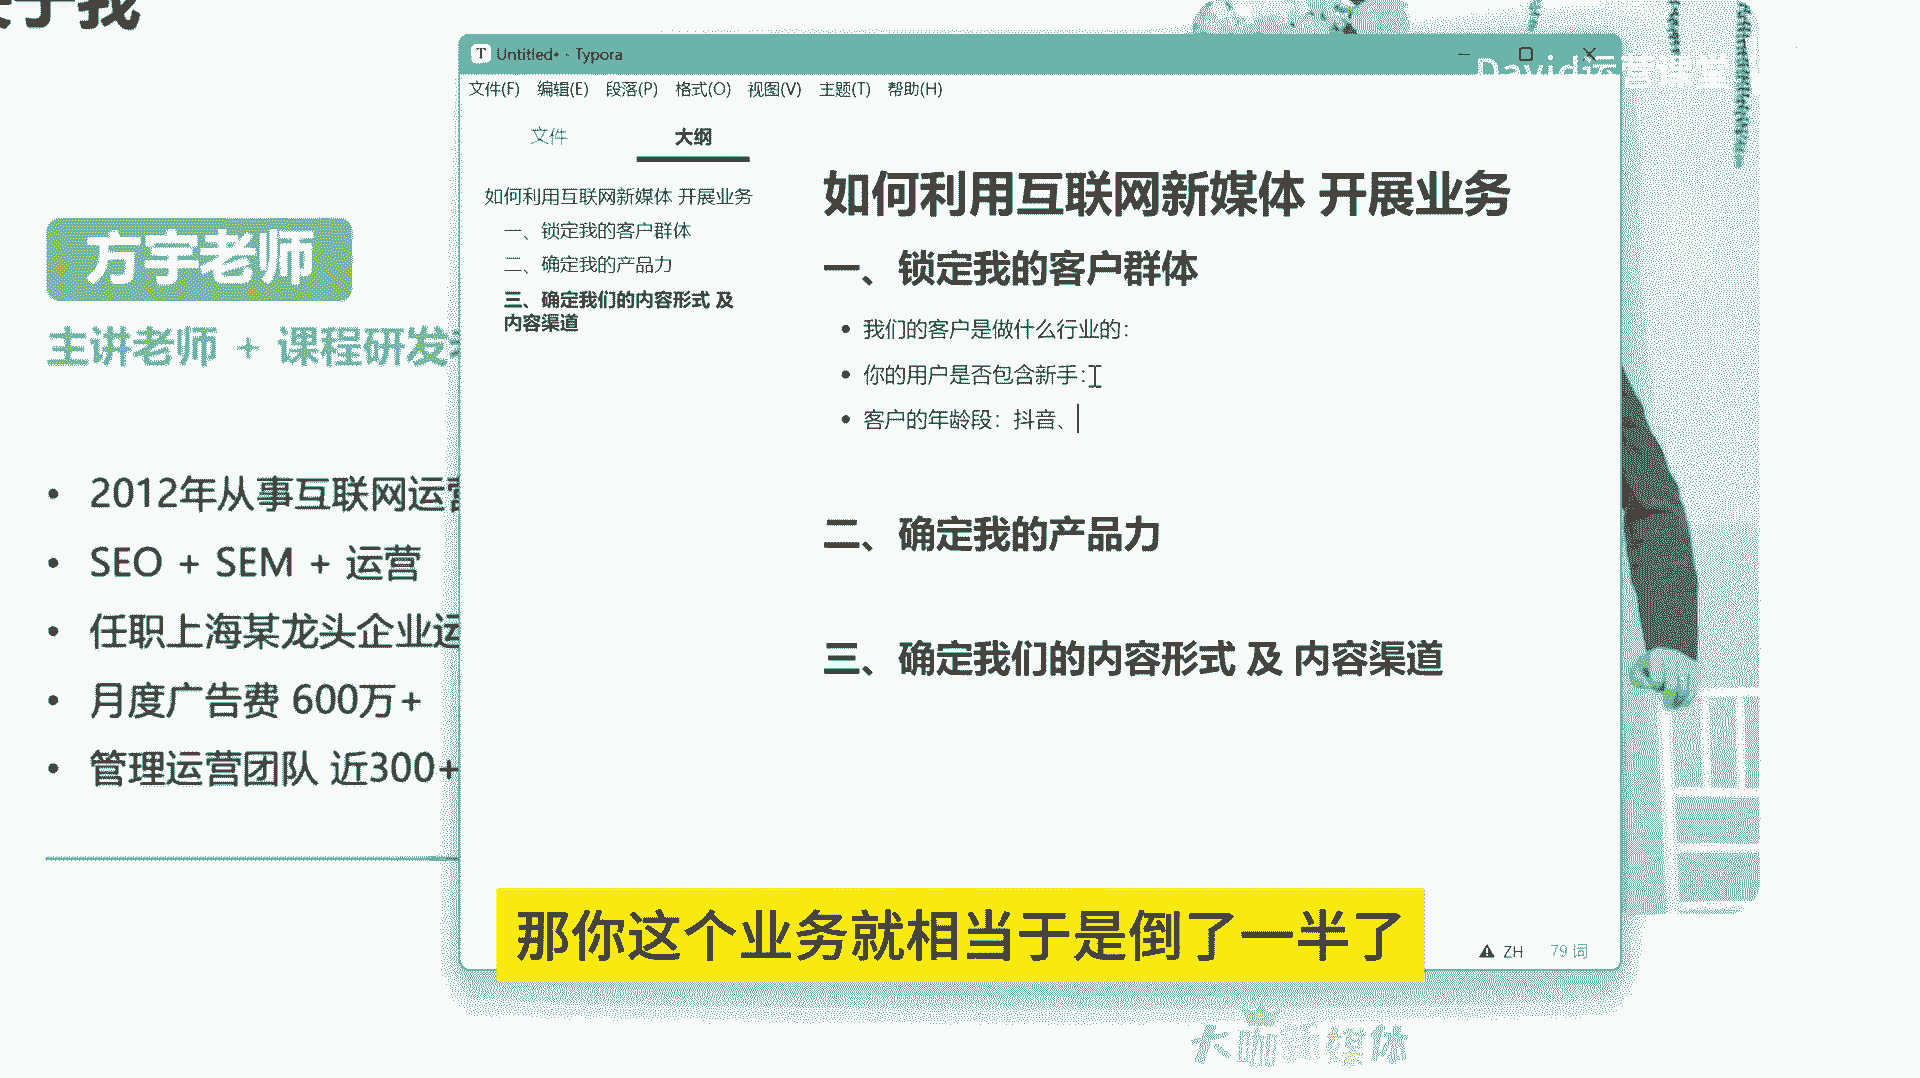 于我
方宇老师
主讲老师 + 课程研发
2012年从事互联网运营
SEO + SEM + 运营
任职上海某龙头企业运
月度广告费 600万+
管理运营团队 近300+
T Untitled• - Typora
David运营课堂
文件(F) 编辑(E) 段落(P) 格式(O) 视图(V) 主题(T) 帮助(H)
文件 大纲
如何利用互联网新媒体 开展业务
一、锁定我的客户群体
二、确定我的产品力
三、确定我们的内容形式 及
内容渠道
如何利用互联网新媒体 开展业务
一、锁定我的客户群体
我们的客户是做什么行业的：
你的用户是否包含新手：
客户的年龄段：抖音、
二、确定我的产品力
三、确定我们的内容形式 及 内容渠道
那你这个业务就相当于是倒了一半了
ZH 79 词
大咖新媒体